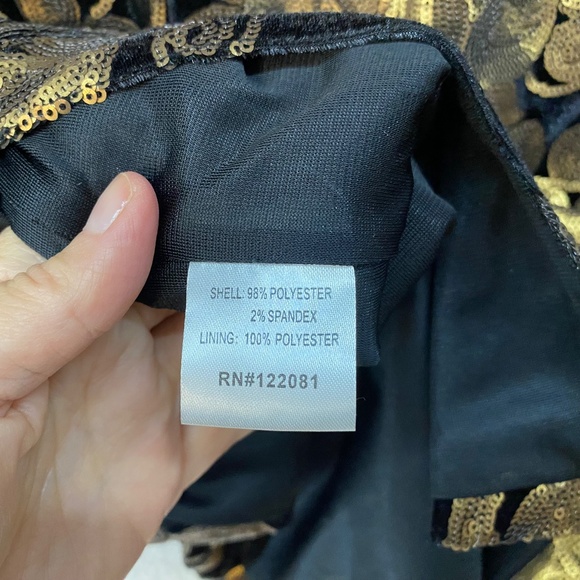 SHELL: 98% POLYESTER
2% SPANDEX
LINING: 100% POLYESTER
RN#122081